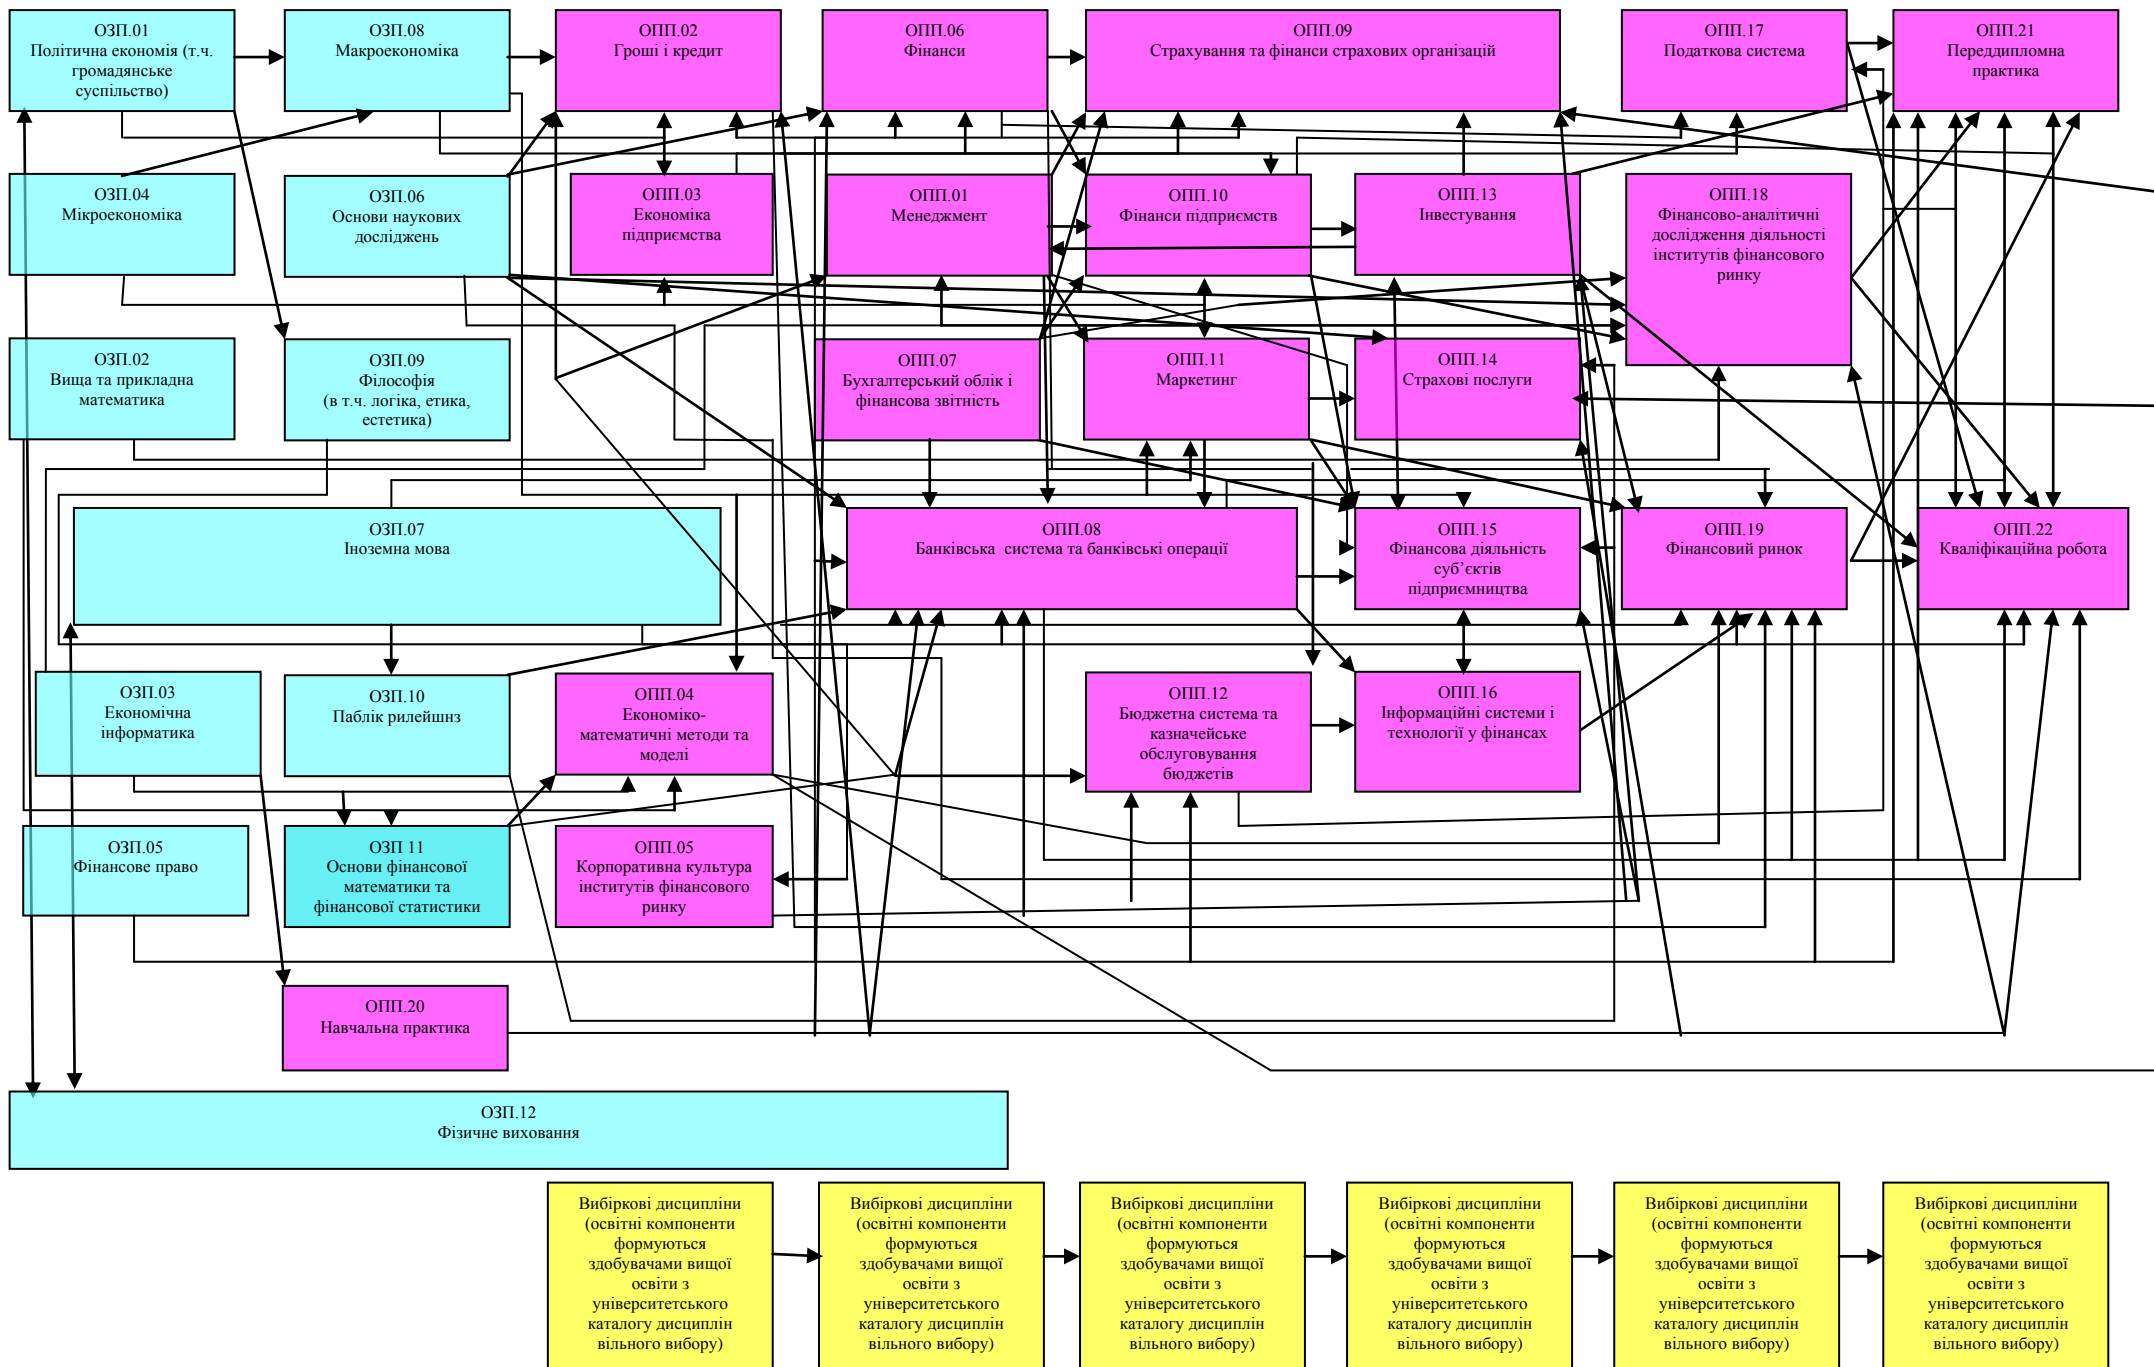 ОЗП.01
Політична економія (т.ч.
громадянське
суспільство)
ОЗП.08
Макроекономіка
ОПП.02
Гроші і кредит
ОПП.06
Фінанси
ОПП.09
Страхування та фінанси страхових організацій
ОПП.17
Податкова система
ОПП.21
Переддипломна
практика
ОЗП.04
Мікроекономіка
ОЗП.06
Основи наукових
досліджень
ОПП.03
Економіка
підприємства
ОПП.01
Менеджмент
ОПП.10
Фінанси підприємств
ОПП.13
Інвестування
ОПП.18
Фінансово-аналітичні
дослідження діяльності
інститутів фінансового
ринку
ОЗП.02
Вища та прикладна
математика
ОЗП.09
Філософія
(в т.ч. логіка, етика,
естетика)
ОПП.07
Бухгалтерський облік і
фінансова звітність
ОПП.11
Маркетинг
ОПП.14
Страхові послуги
ОЗП.07
Іноземна мова
ОПП.08
Банківська система та банківські операції
ОПП.15
Фінансова діяльність
суб’єктів
підприємництва
ОПП.19
Фінансовий ринок
ОПП.22
Кваліфікаційна робота
ОЗП.03
Економічна
інформатика
ОЗП.10
Паблік рилейшнз
ОПП.04
Економіко-
математичні методи та
моделі
ОПП.12
Бюджетна система та
казначейське
обслуговування
бюджетів
ОПП.16
Інформаційні системи і
технології у фінансах
ОЗП.05
Фінансове право
ОЗП 11
Основи фінансової
математики та
фінансової статистики
ОПП.05
Корпоративна культура
інститутів фінансового
ринку
ОПП.20
Навчальна практика
ОЗП.12
Фізичне виховання
Вибіркові дисципліни
(освітні компоненти
формуються
здобувачами вищої
освіти з
університетського
каталогу дисциплін
вільного вибору)
Вибіркові дисципліни
(освітні компоненти
формуються
здобувачами вищої
освіти з
університетського
каталогу дисциплін
вільного вибору)
Вибіркові дисципліни
(освітні компоненти
формуються
здобувачами вищої
освіти з
університетського
каталогу дисциплін
вільного вибору)
Вибіркові дисципліни
(освітні компоненти
формуються
здобувачами вищої
освіти з
університетського
каталогу дисциплін
вільного вибору)
Вибіркові дисципліни
(освітні компоненти
формуються
здобувачами вищої
освіти з
університетського
каталогу дисциплін
вільного вибору)
Вибіркові дисципліни
(освітні компоненти
формуються
здобувачами вищої
освіти з
університетського
каталогу дисциплін
вільного вибору)